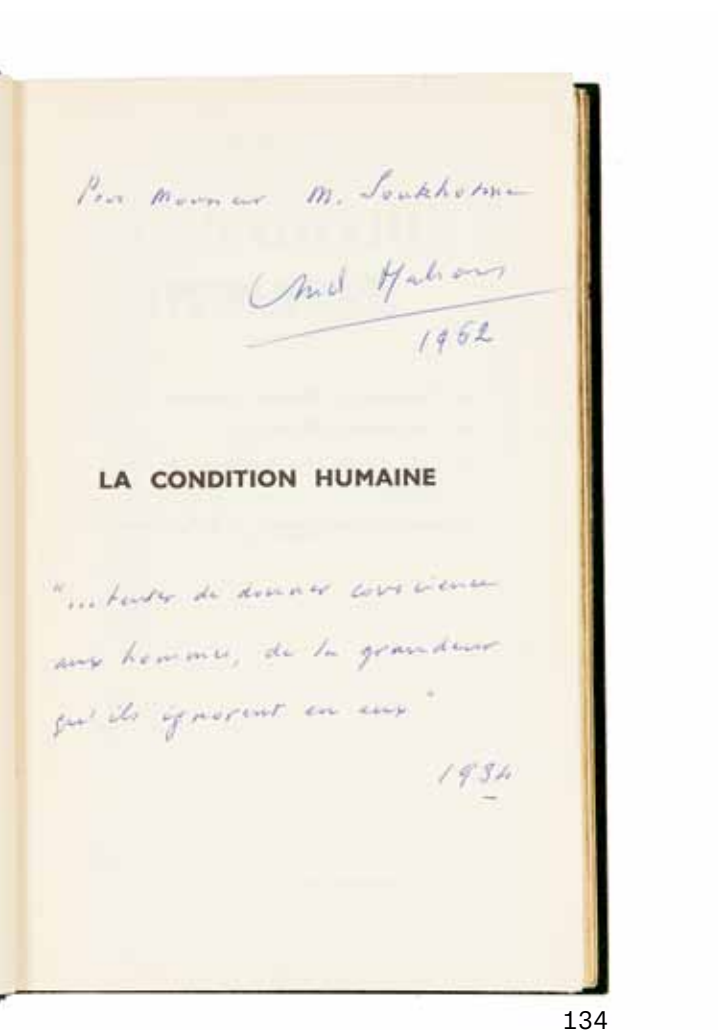 Pour Monsieur M. Soukhotine
André Malraux
1962
LA CONDITION HUMAINE
"... tenter de donner conscience
aux hommes, de la grandeur
qu'ils ignorent en eux"
1934
134